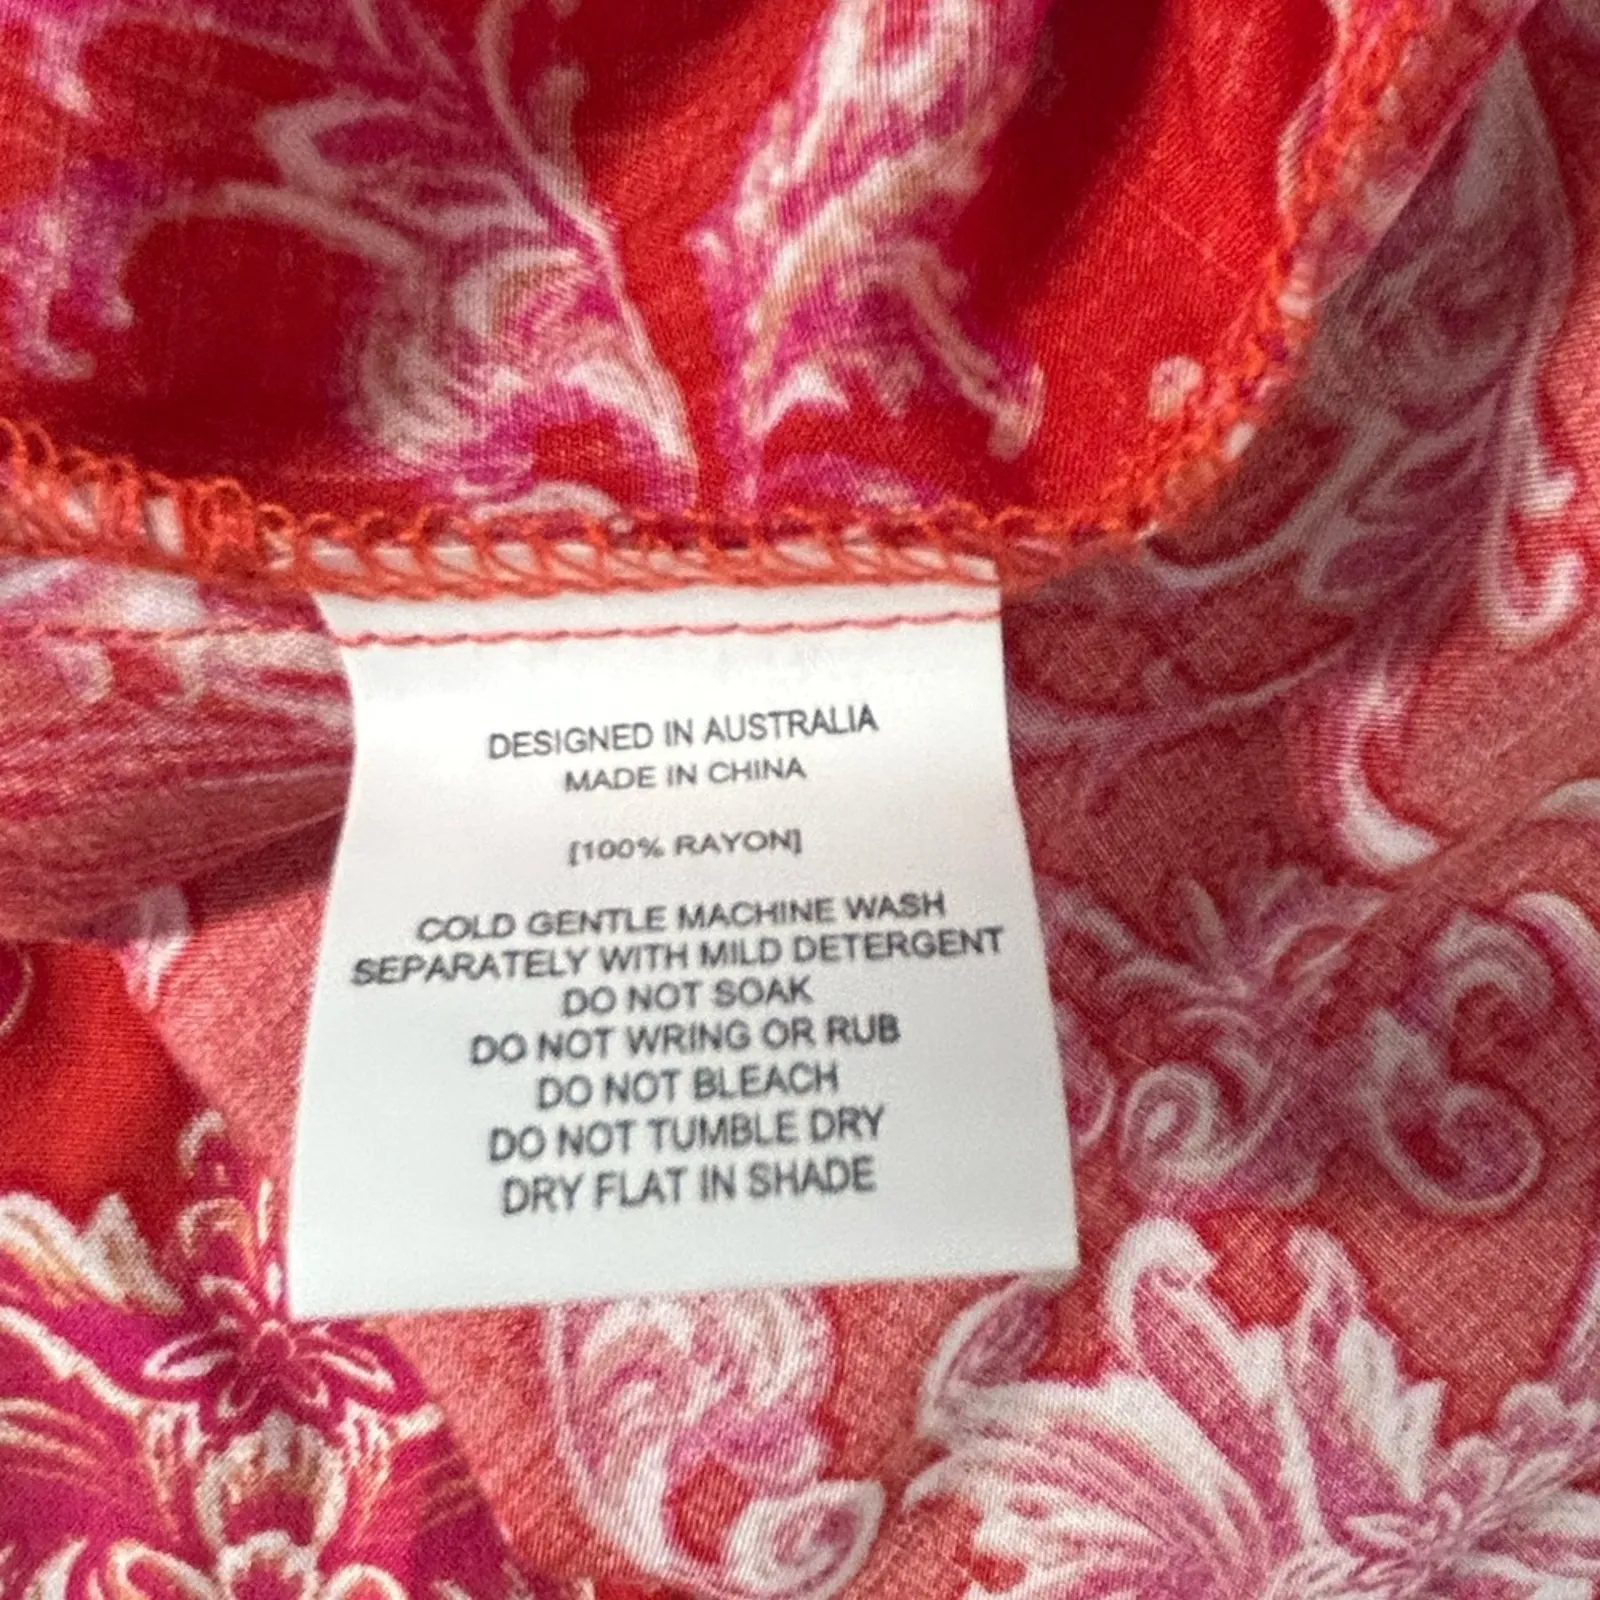 DESIGNED IN AUSTRALIA
MADE IN CHINA
[100% RAYON]
COLD GENTLE MACHINE WASH
SEPARATELY WITH MILD DETERGENT
DO NOT SOAK
DO NOT WRING OR RUB
DO NOT BLEACH
DO NOT TUMBLE DRY
DRY FLAT IN SHADE